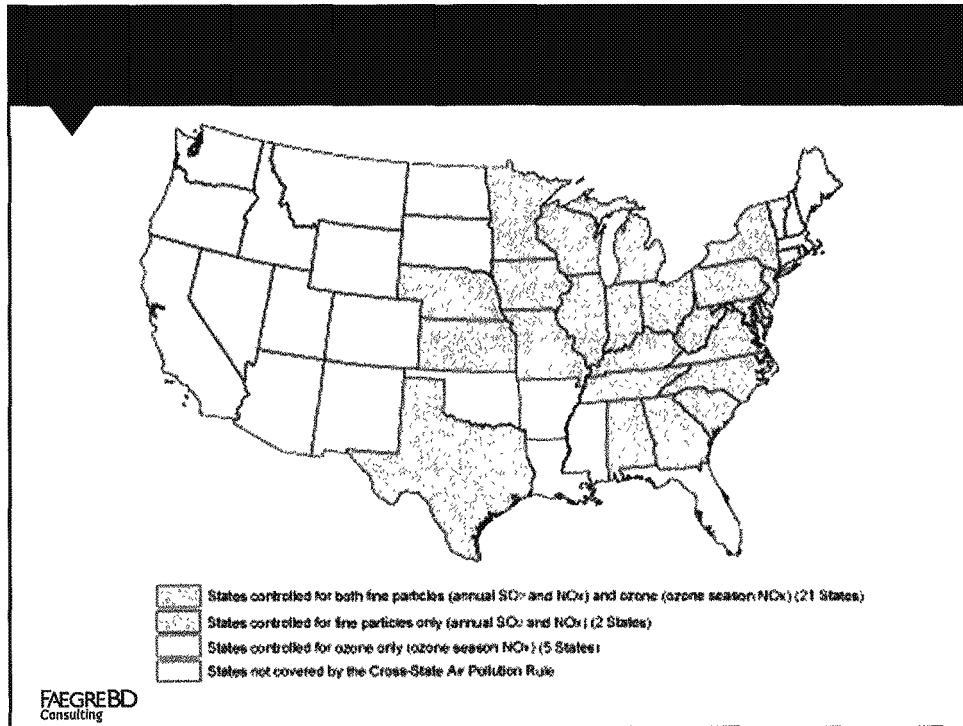 States controlled for both fine particles (annual SO2 and NOx) and ozone (ozone season NOx) (21 States)
States controlled for fine particles only (annual SO2 and NOx) (2 States)
States controlled for ozone only (ozone season NOx) (5 States)
States not covered by the Cross-State Air Pollution Rule
FAEGREBD
Consulting